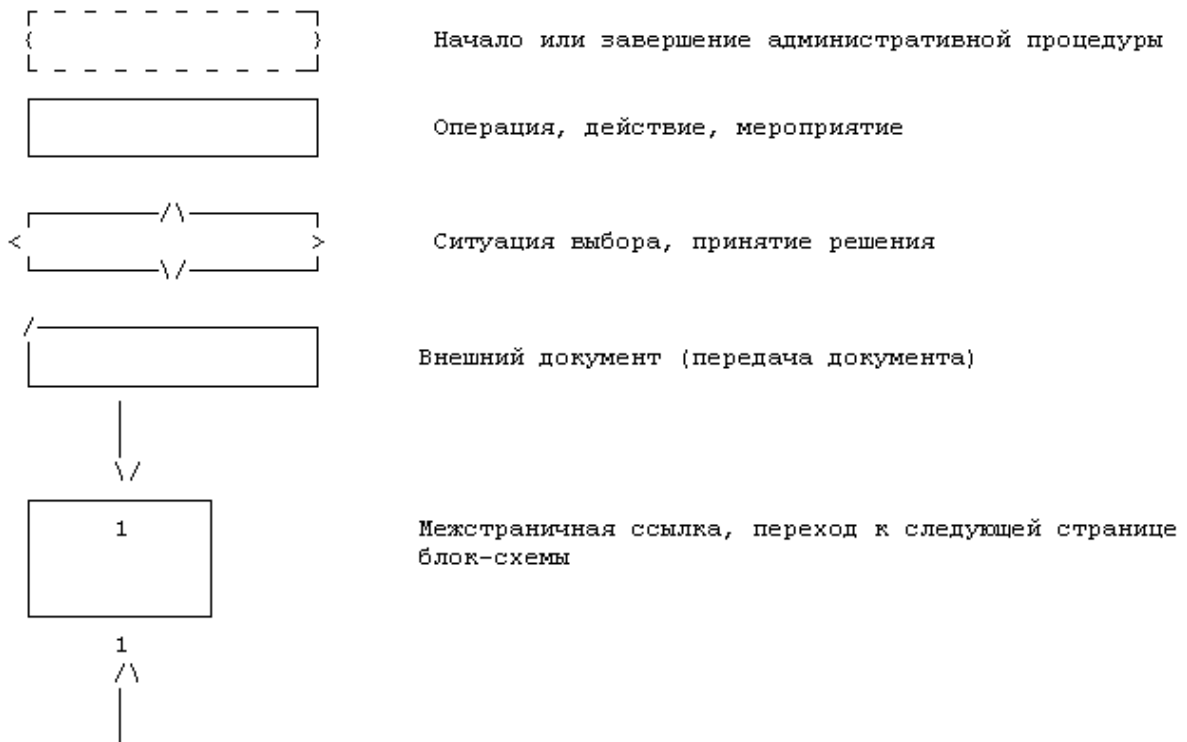 Начало или завершение административной процедуры
Операция, действие, мероприятие
Ситуация выбора, принятие решения
Внешний документ (передача документа)
1
Межстраничная ссылка, переход к следующей странице
блок-схемы
1